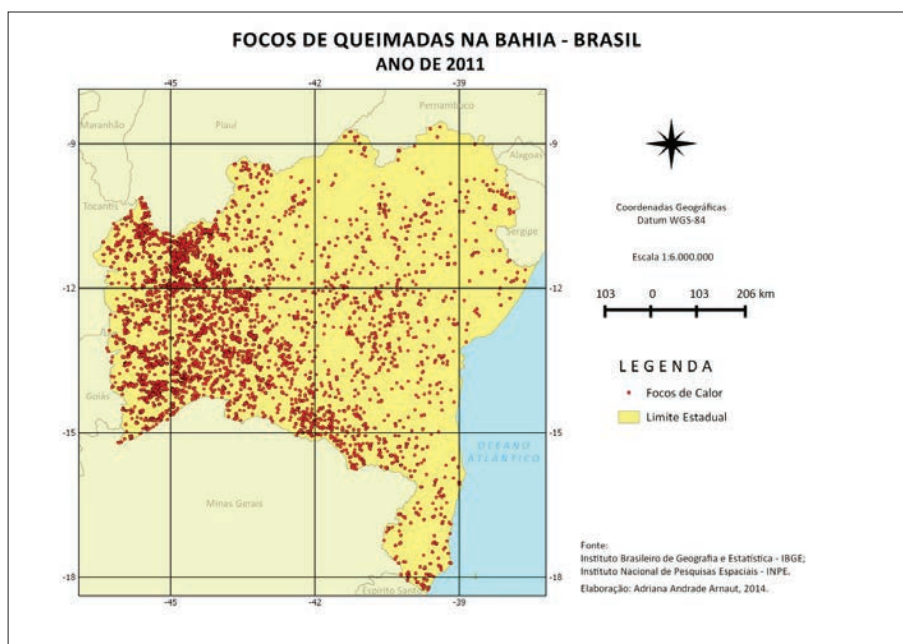 FOCOS DE QUEIMADAS NA BAHIA - BRASIL
ANO DE 2011
-45
-42
-39
Pernambuco
Maranhão
Piauí
-9
-9
Alagoas
Tocantis
Sergipe
Coordenadas Geográficas
Datum WGS-84
Escala 1:6.000.000
-12
-12
103
0
103
206 km
LEGENDA
Focos de Calor
Limite Estadual
Goiás
-15
-15
OCEANO
ATLÂNTICO
Minas Gerais
Fonte:
Instituto Brasileiro de Geografia e Estatística - IBGE;
Instituto Nacional de Pesquisas Espaciais - INPE.
Elaboração: Adriana Andrade Arnaut, 2014.
-18
-18
Espírito Santo
-45
-42
-39